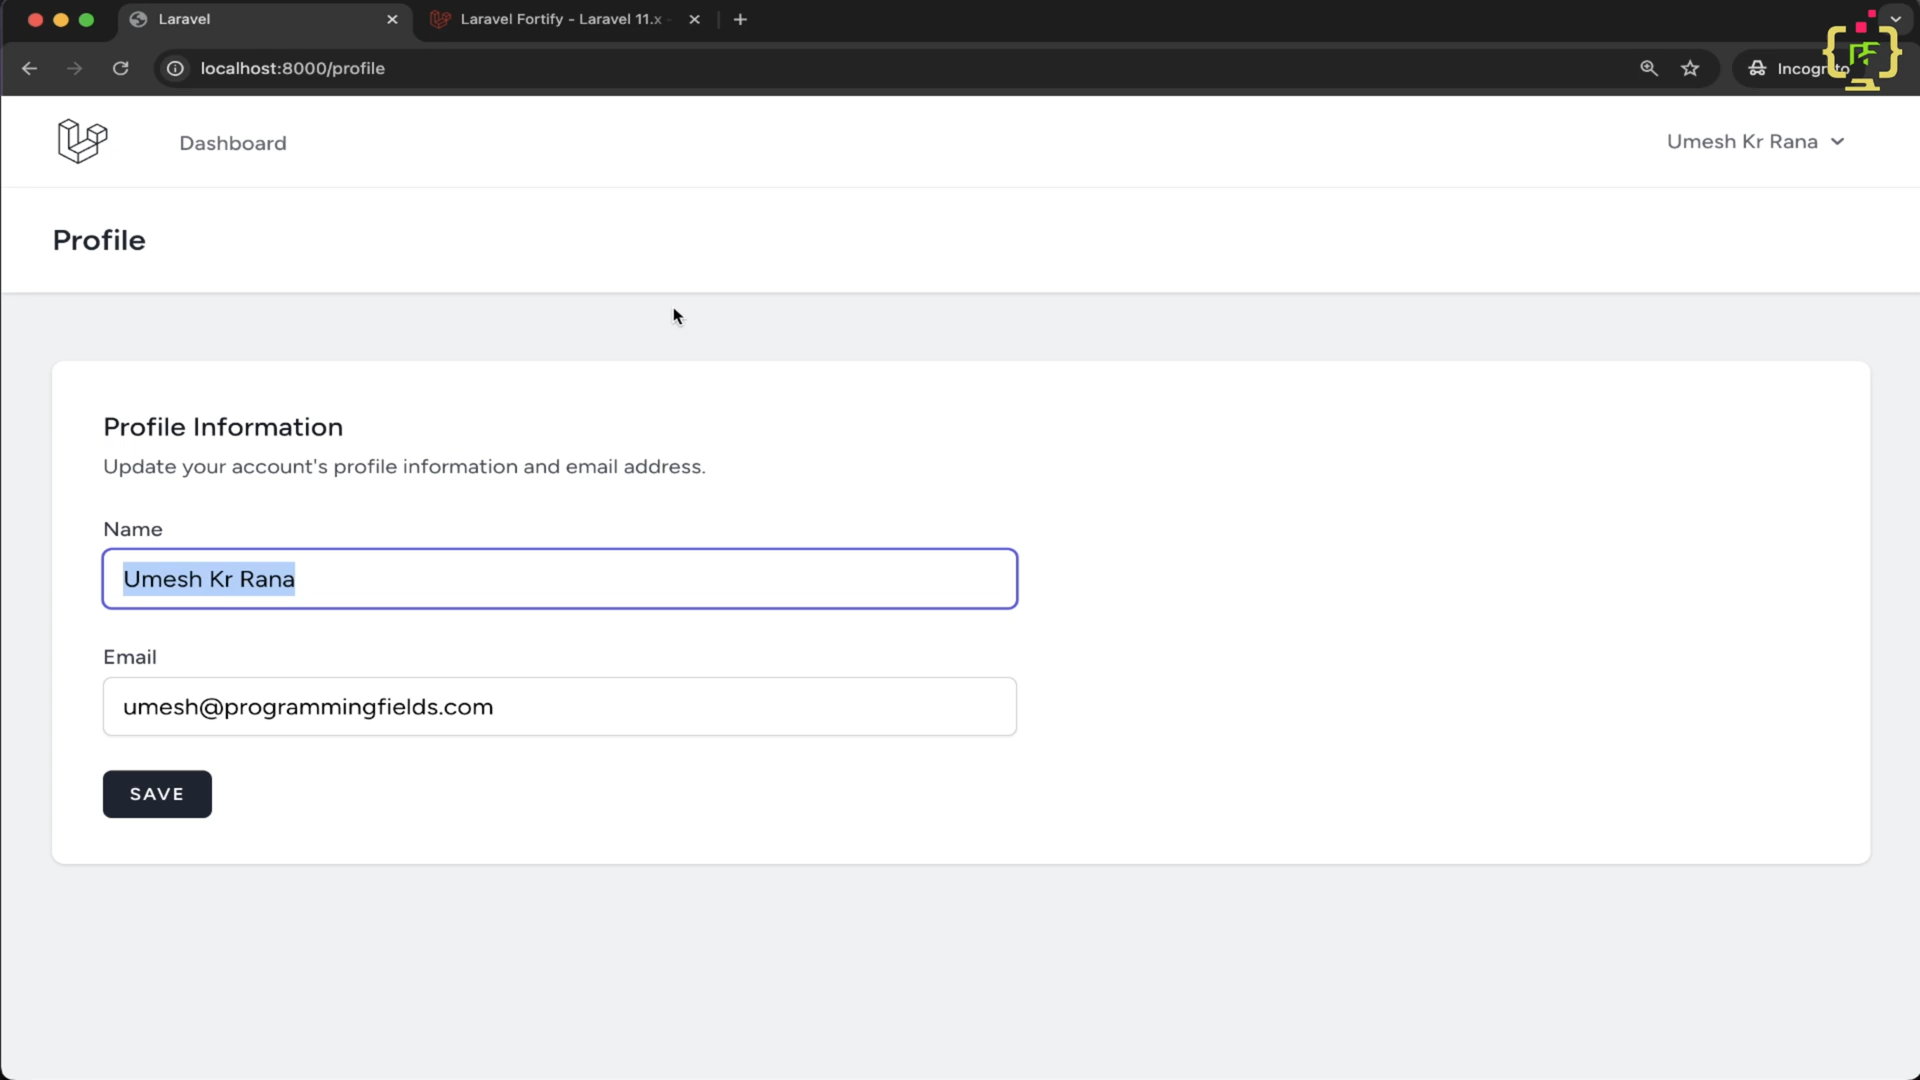 Laravel
Laravel Fortify - Laravel 11.x
localhost:8000/profile
Incognito
Dashboard
Umesh Kr Rana
Profile
Profile Information
Update your account's profile information and email address.
Name
Umesh Kr Rana
Email
umesh@programmingfields.com
SAVE